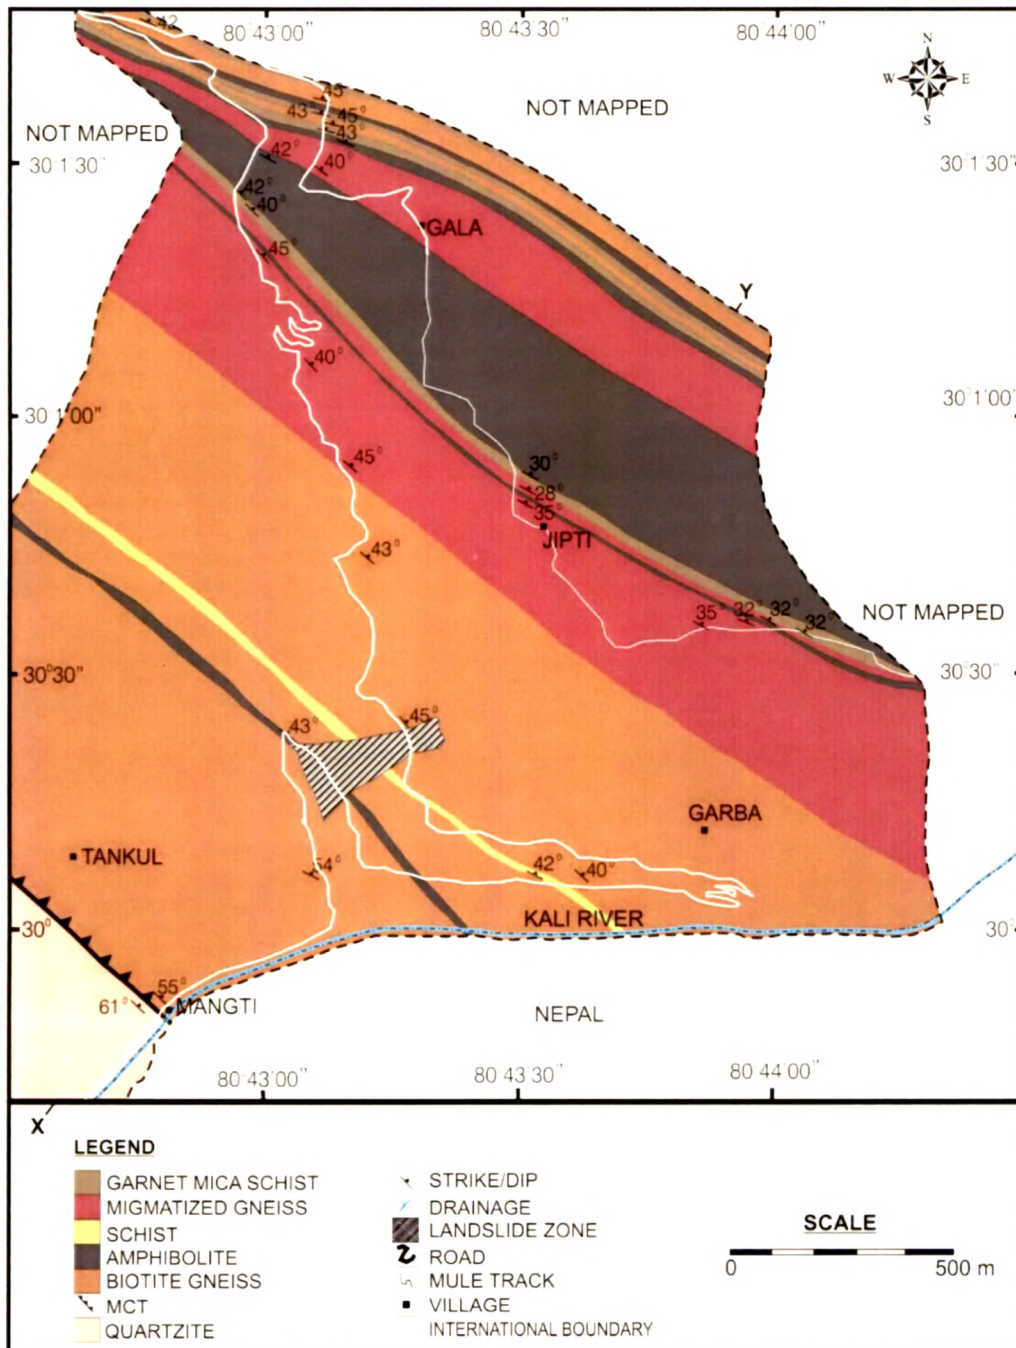 80°43'00" 80°43'30" 80°44'00"
N
W E
S
42
NOT MAPPED
NOT MAPPED
30°1'30" 30°1'30"
45°
43° 45°
43°
42° 40°
42°
40°
GALA
45°
Y
40°
30°1'00" 30°1'00"
45°
30°
28°
35°
JIPTI
43°
NOT MAPPED
35° 32° 32° 32°
30°30" 30°30"
43° 45°
GARBA
TANKUL
54°
42° 40°
KALI RIVER
30° 30°
55°
61° MANGTI
NEPAL
80°43'00" 80°43'30" 80°44'00"
X
LEGEND
GARNET MICA SCHIST
MIGMATIZED GNEISS
SCHIST
AMPHIBOLITE
BIOTITE GNEISS
MCT
QUARTZITE
STRIKE/DIP
DRAINAGE
LANDSLIDE ZONE
ROAD
MULE TRACK
VILLAGE
INTERNATIONAL BOUNDARY
SCALE
0 500 m